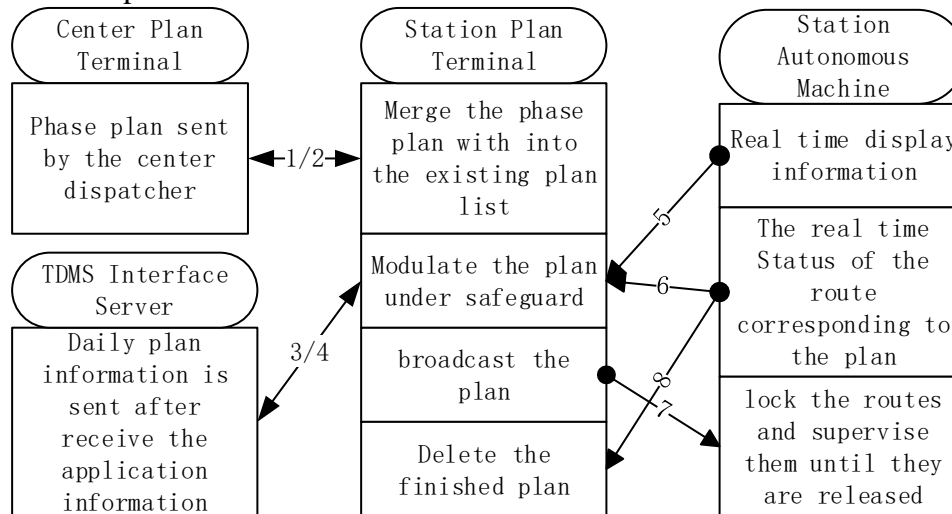 Center Plan
Terminal
Phase plan sent
by the center
dispatcher
1/2
TDMS Interface
Server
Daily plan
information is
sent after
receive the
application
information
3/4
Station Plan
Terminal
Merge the phase
plan with into
the existing plan
list
Modulate the plan
under safeguard
broadcast the
plan
Delete the
finished plan
5
6
8
7
Station
Autonomous
Machine
Real time display
information
The real time
Status of the
route
corresponding to
the plan
lock the routes
and supervise
them until they
are released